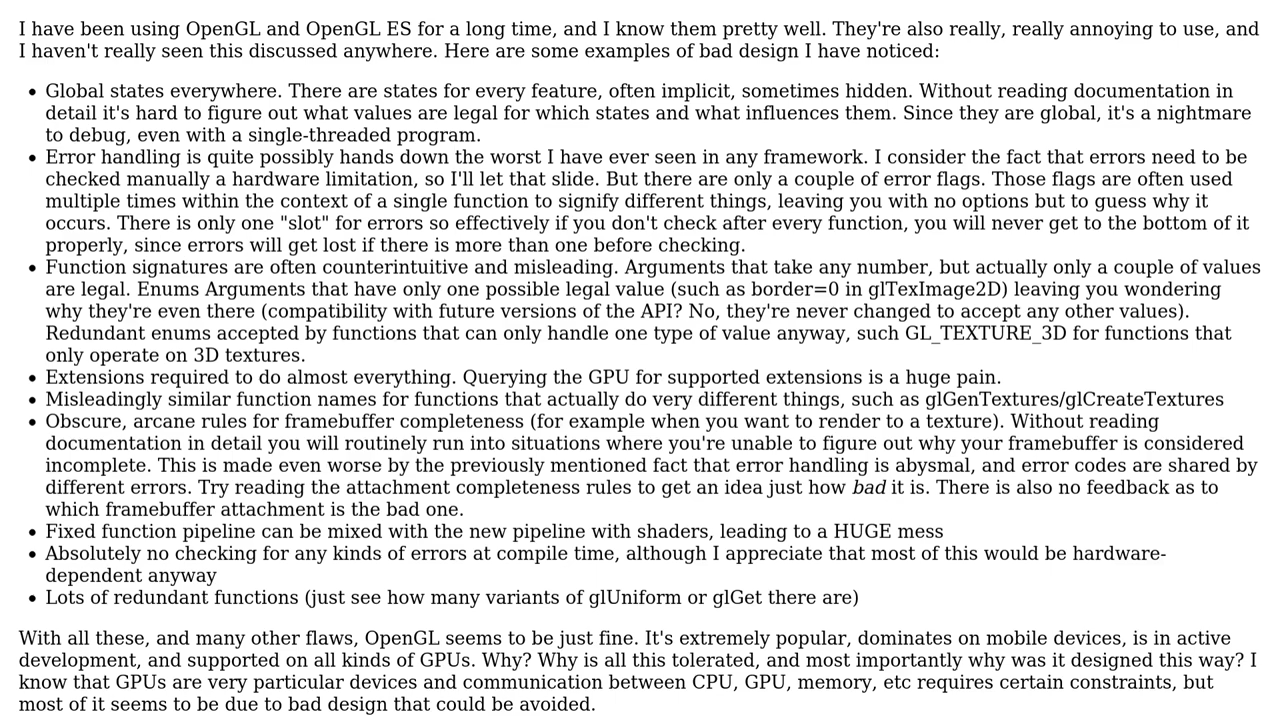 I have been using OpenGL and OpenGL ES for a long time, and I know them pretty well. They're also really, really annoying to use, and
I haven't really seen this discussed anywhere. Here are some examples of bad design I have noticed:
• Global states everywhere. There are states for every feature, often implicit, sometimes hidden. Without reading documentation in
detail it's hard to figure out what values are legal for which states and what influences them. Since they are global, it's a nightmare
to debug, even with a single-threaded program.
• Error handling is quite possibly hands down the worst I have ever seen in any framework. I consider the fact that errors need to be
checked manually a hardware limitation, so I'll let that slide. But there are only a couple of error flags. Those flags are often used
multiple times within the context of a single function to signify different things, leaving you with no options but to guess why it
occurs. There is only one "slot" for errors so effectively if you don't check after every function, you will never get to the bottom of it
properly, since errors will get lost if there is more than one before checking.
• Function signatures are often counterintuitive and misleading. Arguments that take any number, but actually only a couple of values
are legal. Enums Arguments that have only one possible legal value (such as border=0 in glTexImage2D) leaving you wondering
why they're even there (compatibility with future versions of the API? No, they're never changed to accept any other values).
Redundant enums accepted by functions that can only handle one type of value anyway, such GL_TEXTURE_3D for functions that
only operate on 3D textures.
• Extensions required to do almost everything. Querying the GPU for supported extensions is a huge pain.
• Misleadingly similar function names for functions that actually do very different things, such as glGenTextures/glCreateTextures
• Obscure, arcane rules for framebuffer completeness (for example when you want to render to a texture). Without reading
documentation in detail you will routinely run into situations where you're unable to figure out why your framebuffer is considered
incomplete. This is made even worse by the previously mentioned fact that error handling is abysmal, and error codes are shared by
different errors. Try reading the attachment completeness rules to get an idea just how bad it is. There is also no feedback as to
which framebuffer attachment is the bad one.
• Fixed function pipeline can be mixed with the new pipeline with shaders, leading to a HUGE mess
• Absolutely no checking for any kinds of errors at compile time, although I appreciate that most of this would be hardware-
dependent anyway
• Lots of redundant functions (just see how many variants of glUniform or glGet there are)
With all these, and many other flaws, OpenGL seems to be just fine. It's extremely popular, dominates on mobile devices, is in active
development, and supported on all kinds of GPUs. Why? Why is all this tolerated, and most importantly why was it designed this way? I
know that GPUs are very particular devices and communication between CPU, GPU, memory, etc requires certain constraints, but
most of it seems to be due to bad design that could be avoided.